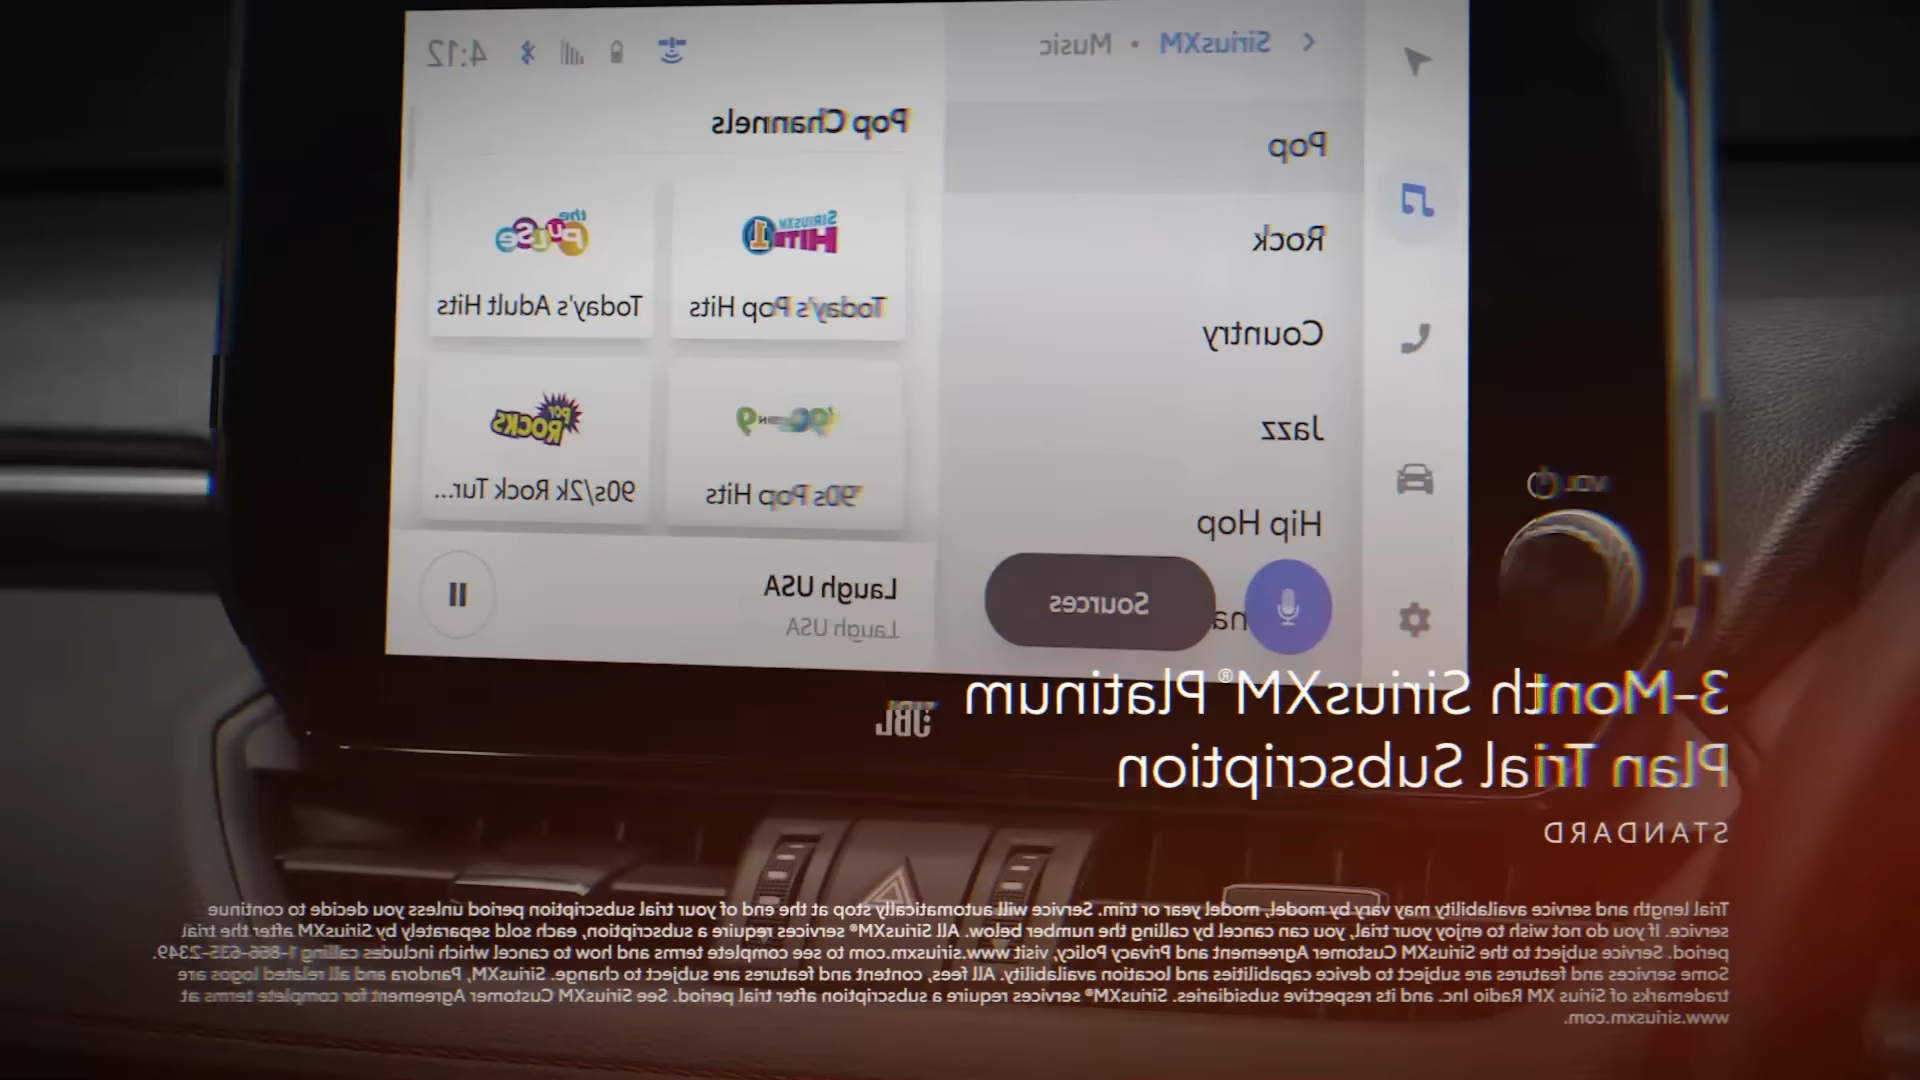 SiriusXM • Music
4:12
Pop
Rock
Country
Jazz
Hip Hop
Sources
Pop Channels
SIRIUSXM
HITS 1
Today's Pop Hits
the
PULSE
Today's Adult Hits
'90s Pop Hits
POP
ROCKS
90s/2k Rock Tur...
Laugh USA
Laugh USA
VOL
JBL
3-Month SiriusXM® Platinum
Plan Trial Subscription
STANDARD
Trial length and service availability may vary by model, model year or trim. Service will automatically stop at the end of your trial subscription period unless you decide to continue
service. If you do not wish to enjoy your trial, you can cancel by calling the number below. All SiriusXM® services require a subscription, each sold separately by SiriusXM after the trial
period. Service subject to the SiriusXM Customer Agreement and Privacy Policy, visit www.siriusxm.com to see complete terms and how to cancel which includes calling 1-866-635-2349.
Some services and features are subject to device capabilities and location availability. All fees, content and features are subject to change. SiriusXM, Pandora and all related logos are
trademarks of Sirius XM Radio Inc. and its respective subsidiaries. SiriusXM® services require a subscription after trial period. See SiriusXM Customer Agreement for complete terms at
www.siriusxm.com.